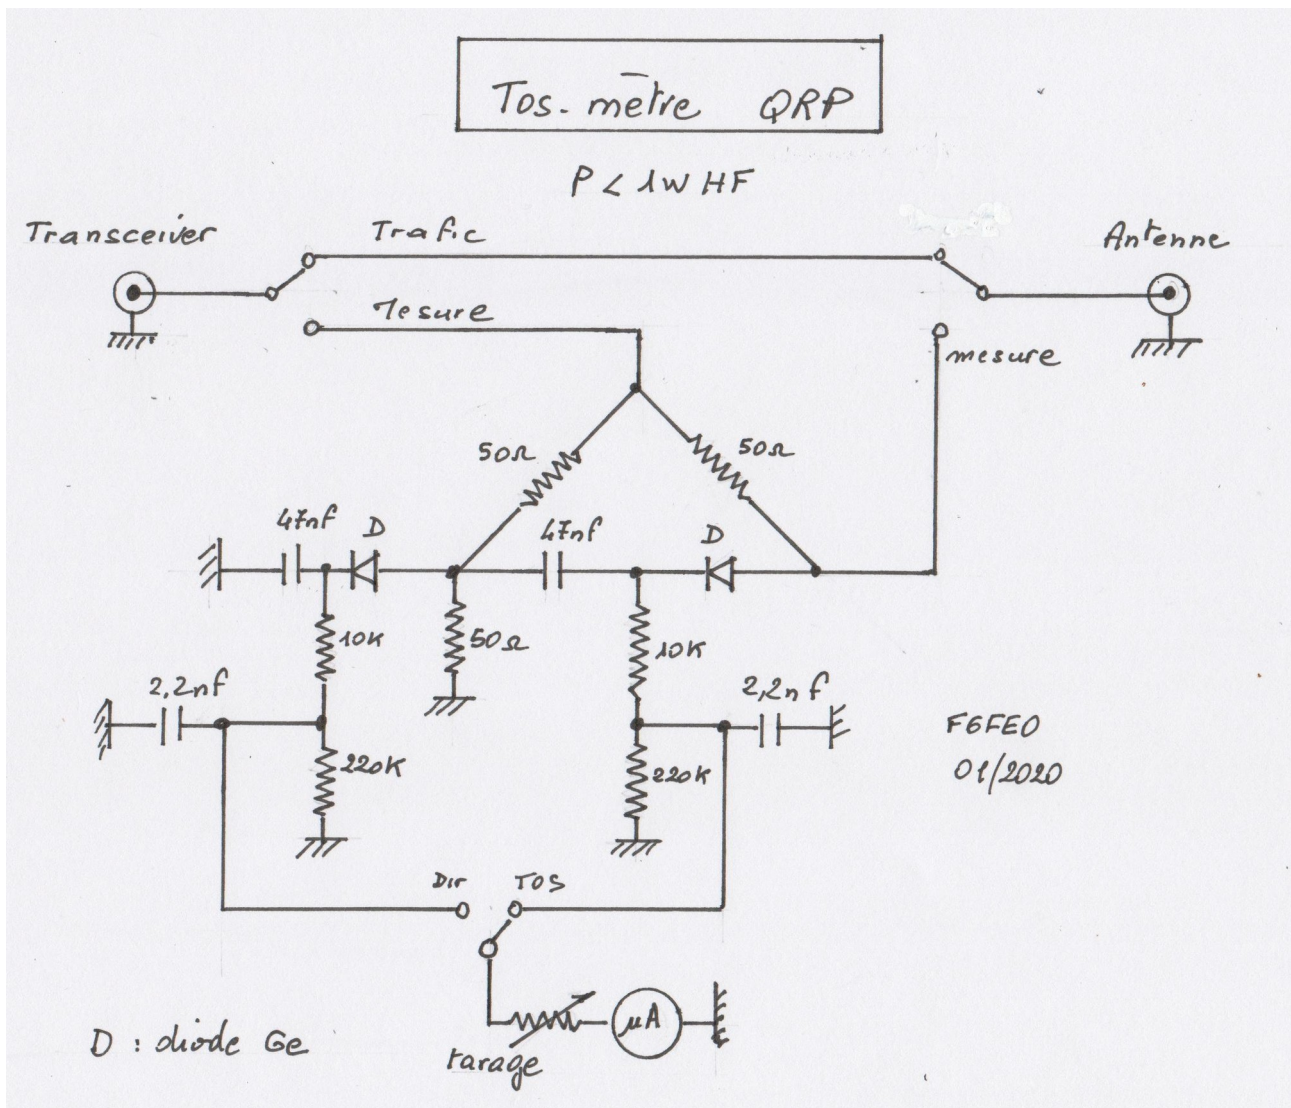 Tos-mētre QRP
P < 1W HF
Transceiver
Trafic
Antenne
Mesure
mesure
50Ω
50Ω
47nf
D
47nf
D
10K
50Ω
10K
2,2nf
2,2nf
220K
220K
F6FEO
01/2020
Dir
TOS
µA
D : diode Ge
tarage